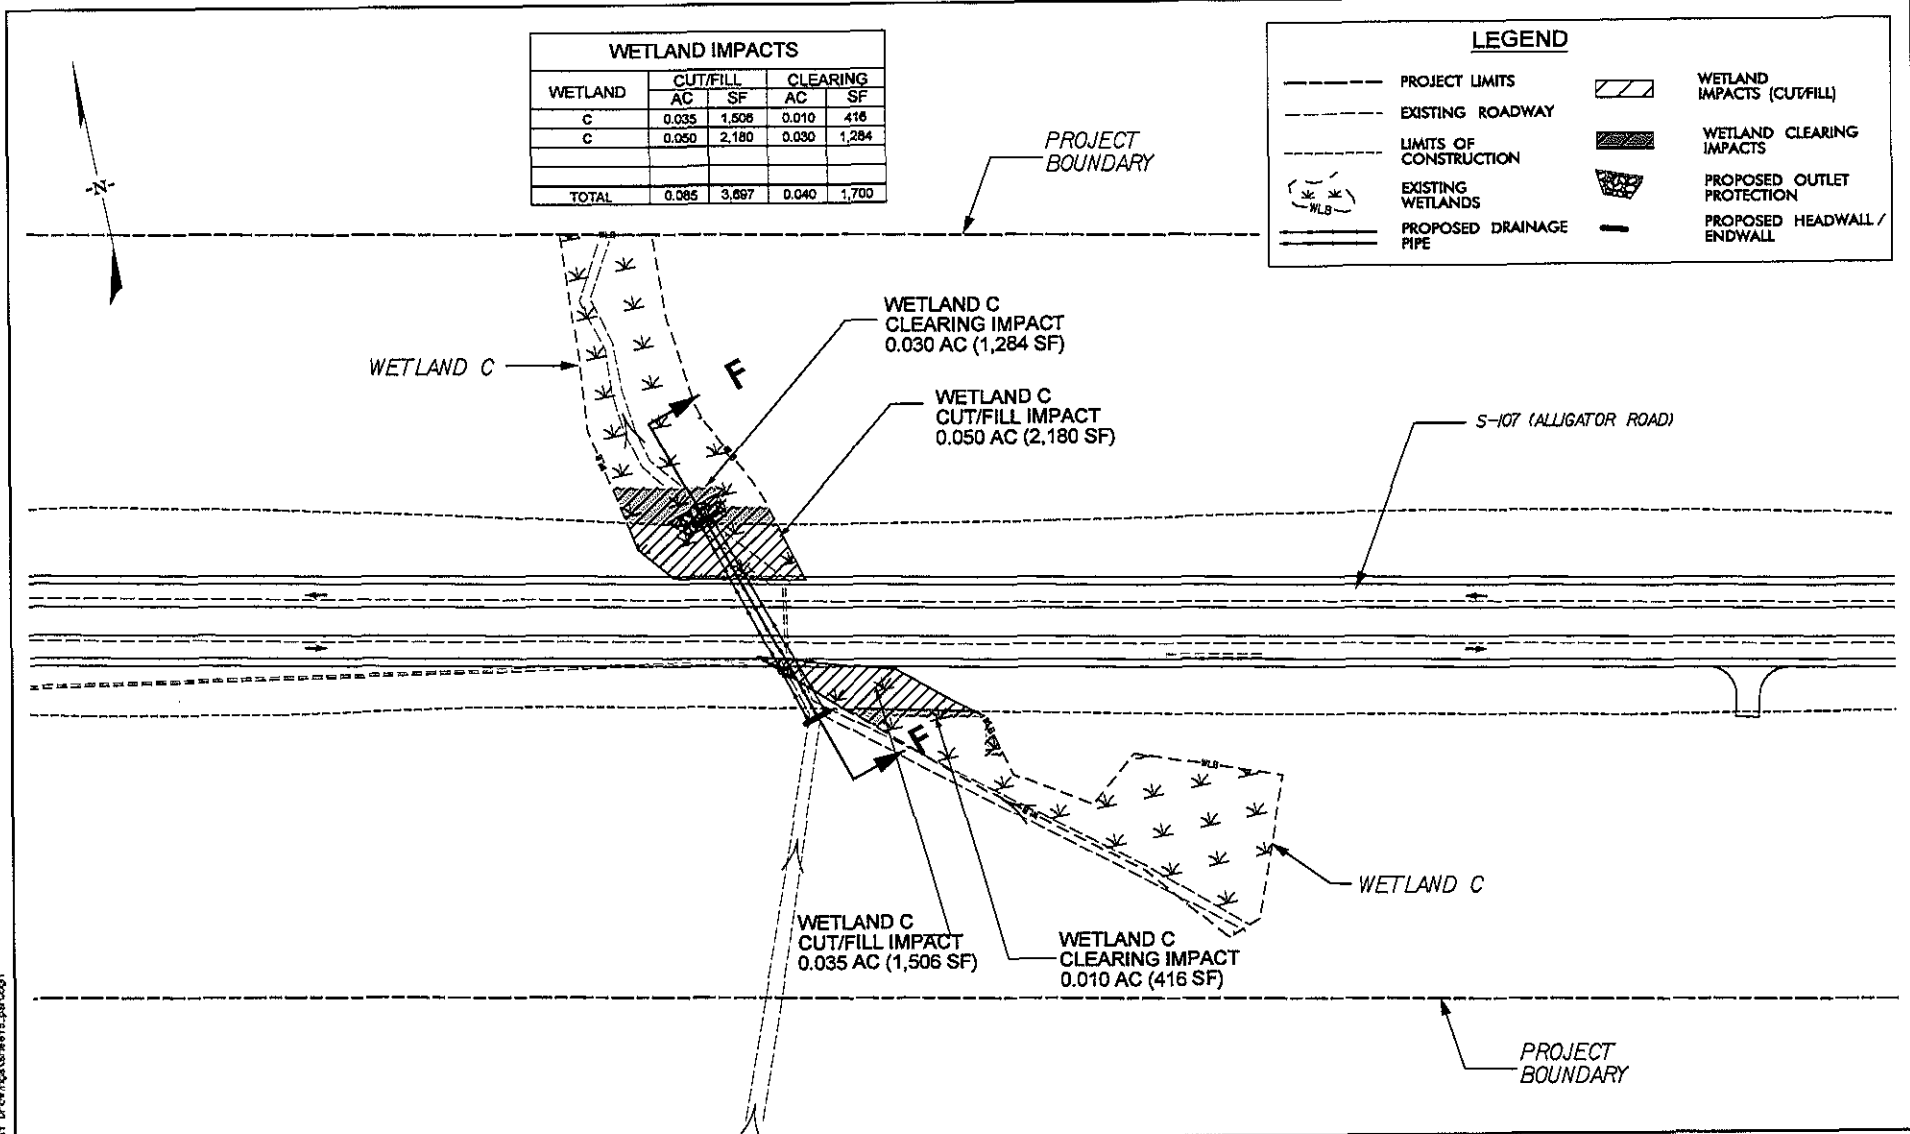 WETLAND IMPACTS
WETLAND CUT/FILL CLEARING
AC SF AC SF
C 0.035 1,506 0.010 416
C 0.050 2,180 0.030 1,284
TOTAL 0.085 3,697 0.040 1,700
LEGEND
PROJECT LIMITS
EXISTING ROADWAY
LIMITS OF
CONSTRUCTION
WLB
EXISTING
WETLANDS
PROPOSED DRAINAGE
PIPE
WETLAND
IMPACTS (CUT/FILL)
WETLAND CLEARING
IMPACTS
PROPOSED OUTLET
PROTECTION
PROPOSED HEADWALL /
ENDWALL
N
PROJECT
BOUNDARY
WLB
WETLAND C
CLEARING IMPACT
0.030 AC (1,284 SF)
WETLAND C
F
WETLAND C
CUT/FILL IMPACT
0.050 AC (2,180 SF)
S-107 (ALLIGATOR ROAD)
F
WLB
WETLAND C
WETLAND C
CUT/FILL IMPACT
0.035 AC (1,506 SF)
WETLAND C
CLEARING IMPACT
0.010 AC (416 SF)
PROJECT
BOUNDARY